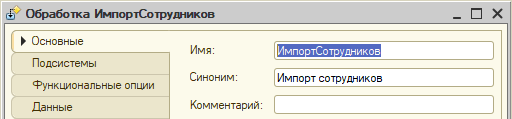 Обработка ИмпортСотрудников
Основные
Подсистемы
Функциональные опции
Данные
Имя: ИмпортСотрудников
Синоним: Импорт сотрудников
Комментарий: